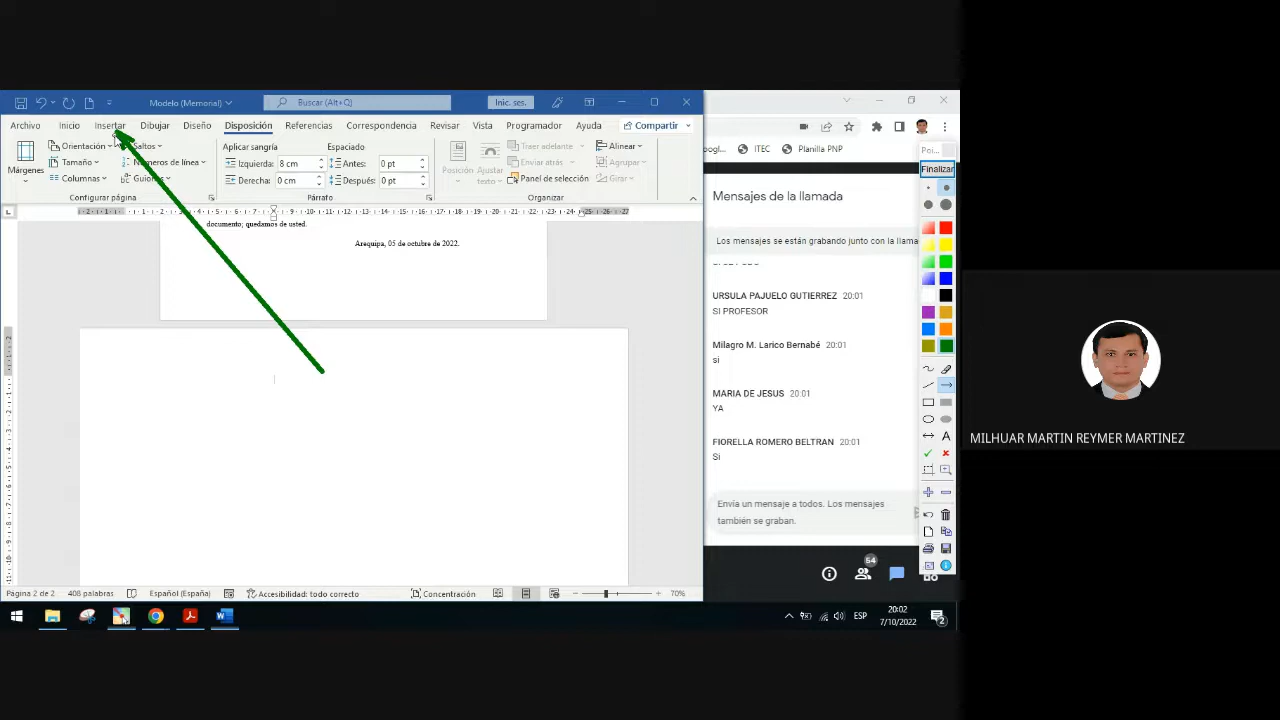 Modelo (Memorial)
Buscar (Alt+Q)
Inic. ses.
Archivo Inicio Insertar Dibujar Diseño Disposición Referencias Correspondencia Revisar Vista Programador Ayuda Compartir
Márgenes
Orientación
Tamaño
Columnas
Saltos
Números de línea
Guiones
Configurar página
Aplicar sangría
Izquierda: 8 cm
Derecha: 0 cm
Espaciado
Antes: 0 pt
Después: 0 pt
Párrafo
Posición
Ajustar texto
Traer adelante
Enviar atrás
Panel de selección
Alinear
Agrupar
Girar
Organizar
documento; quedamos de usted.
Arequipa, 05 de octubre de 2022.
Página 2 de 2 408 palabras Español (España) Accesibilidad: todo correcto Concentración 70%
ITEC
Planilla PNP
Mensajes de la llamada
Los mensajes se están grabando junto con la llama
URSULA PAJUELO GUTIERREZ 20:01
SI PROFESOR
Milagro M. Larico Bernabé 20:01
si
MARIA DE JESUS 20:01
YA
FIORELLA ROMERO BELTRAN 20:01
Si
Envía un mensaje a todos. Los mensajes
también se graban.
54
Poi...
Finalizar
A
ESP
20:02
7/10/2022
2
MILHUAR MARTIN REYMER MARTINEZ